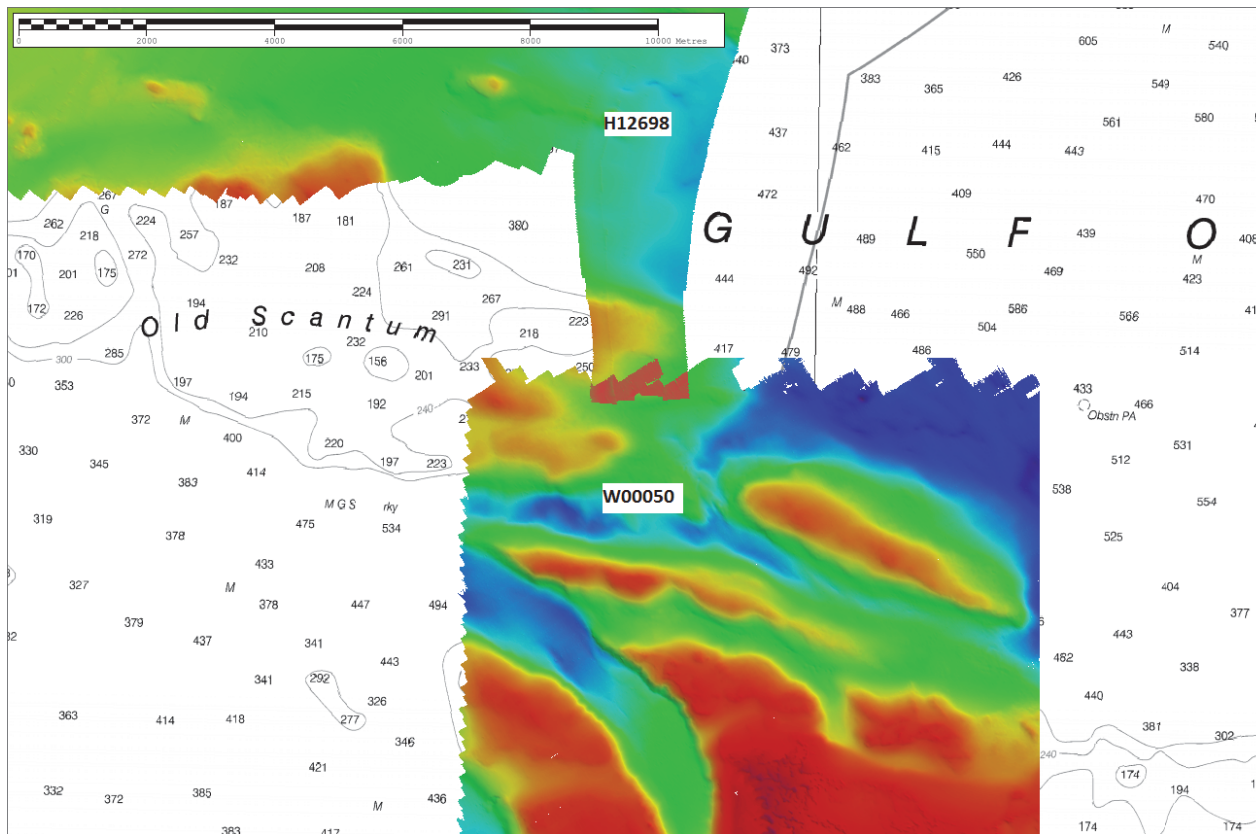 0 2000 4000 6000 8000 10000 Metres
373 605 M 540
383 365 426 549
H12698 561 580
437 462 415 444 443
472 409 470
267
G 187 187 181
262 224 380
218 257 G U L F O
439 408
170 272 232 208 261 231 489 550 M
201 175 444 492 469 423
172 226 194 224 267 M 488 466 586 566
291 504
Old Scantum 210 232 218 223
300 285 175 156 417 479 486 514
353 197 201 233 250
194 215 192 240 433 466
372 M 400 220 Obstn PA
330 345 414 197 223 531
383 512
M G S rky W00050 538 554
319 475 534
378 525
433
327 M 378 447 494 404
379 377
437 341 443
443
341 292 462 338
326 440
363 414 418 277 381
346 302
240
421 174
332 372 385 436 194
M
383 417 174 174